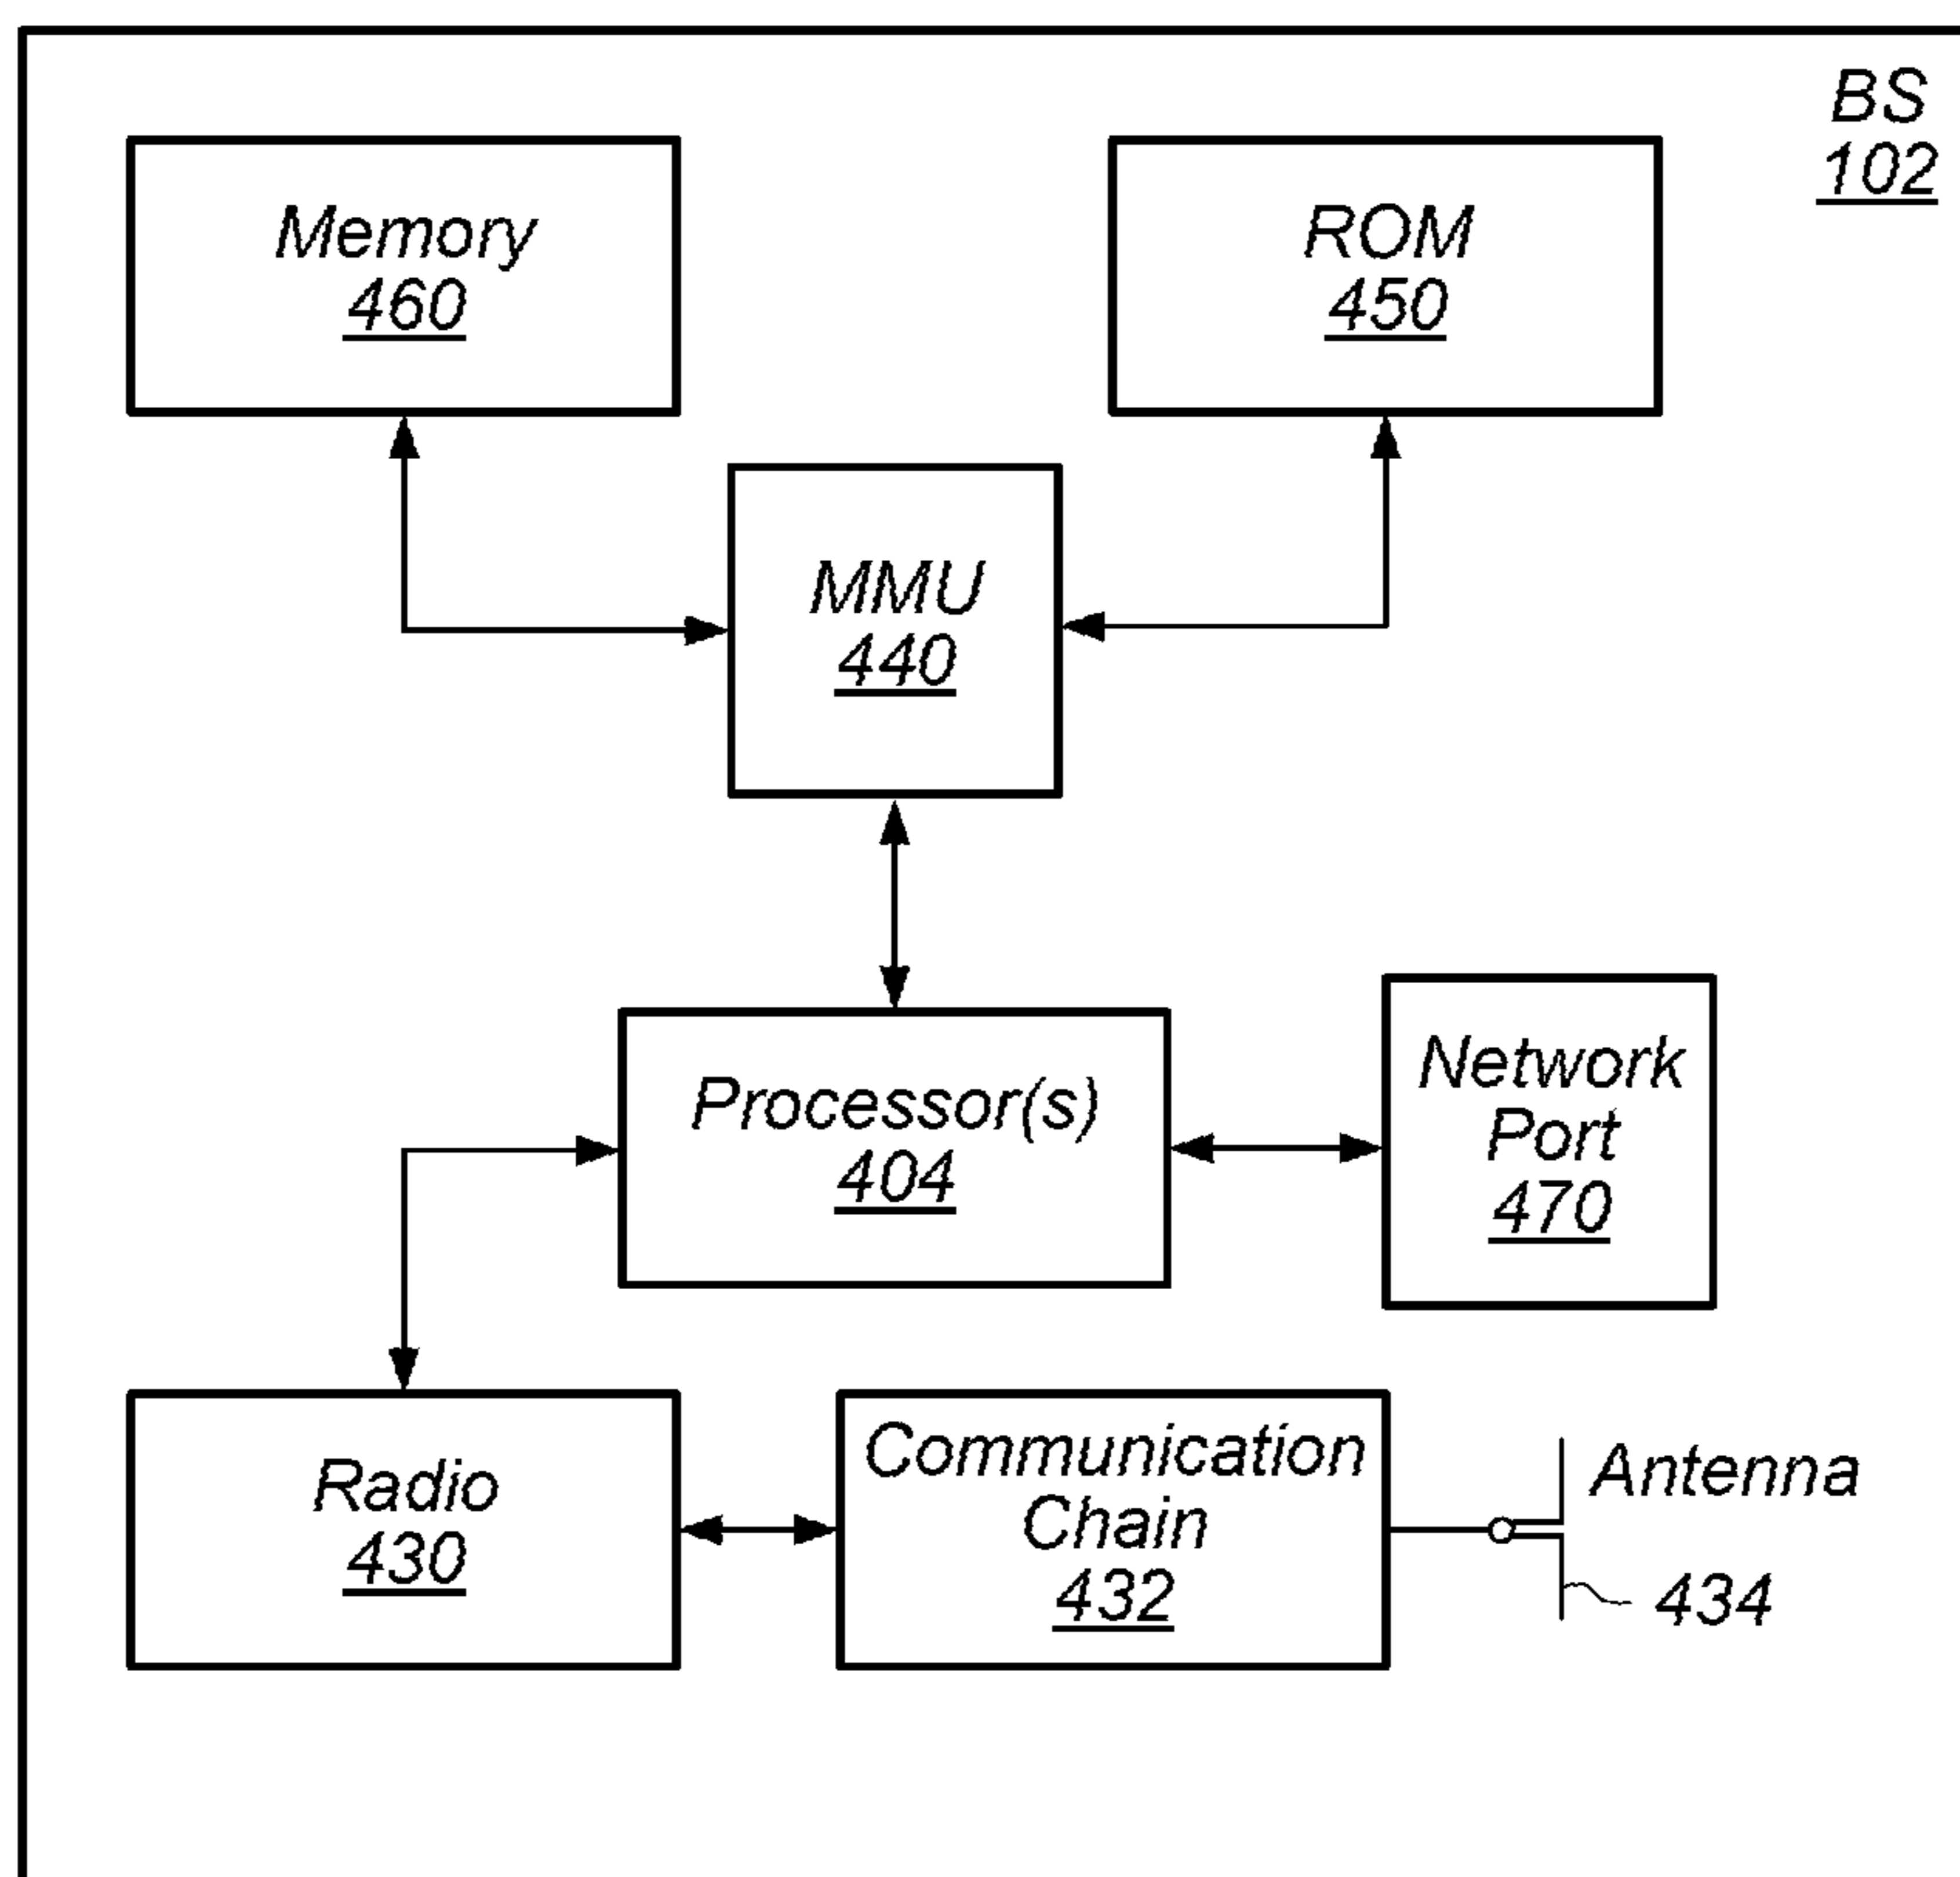 BS
102
Memory
460
ROM
450
MMU
440
Processor(s)
404
Network
Port
470
Radio
430
Communication
Chain
432
Antenna
434